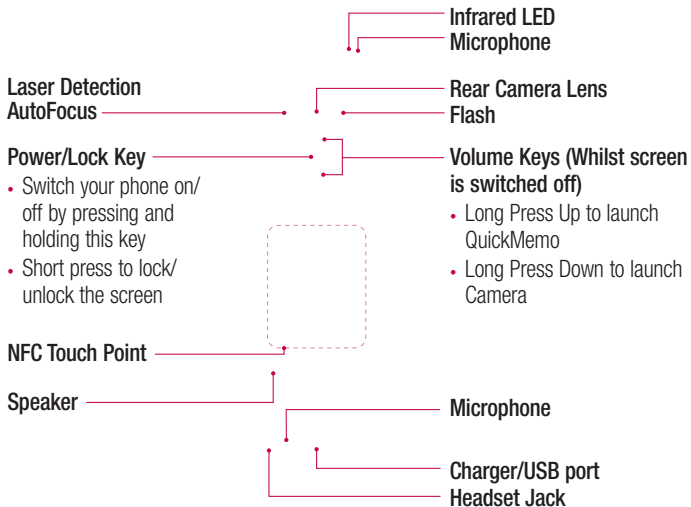 Infrared LED
Microphone
Laser Detection
AutoFocus
Rear Camera Lens
Flash
Power/Lock Key
• Switch your phone on/
off by pressing and
holding this key
• Short press to lock/
unlock the screen
Volume Keys (Whilst screen
is switched off)
• Long Press Up to launch
QuickMemo
• Long Press Down to launch
Camera
NFC Touch Point
Speaker
Microphone
Charger/USB port
Headset Jack